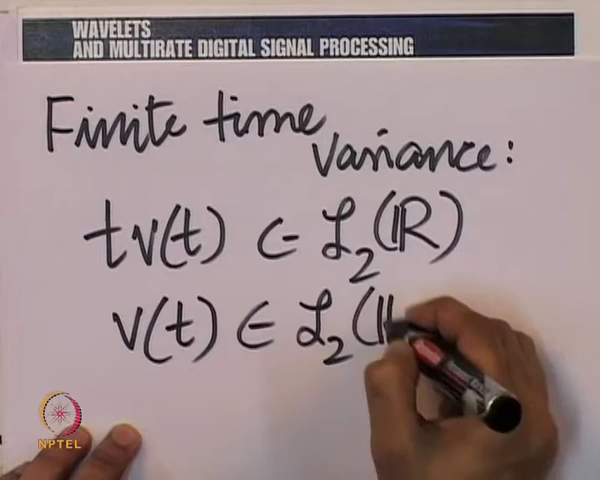 WAVELETS
AND MULTIRATE DIGITAL SIGNAL PROCESSING
Finite time
variance:
tv(t) ∈ L₂(ℝ)
v(t) ∈ L₂(
NPTEL